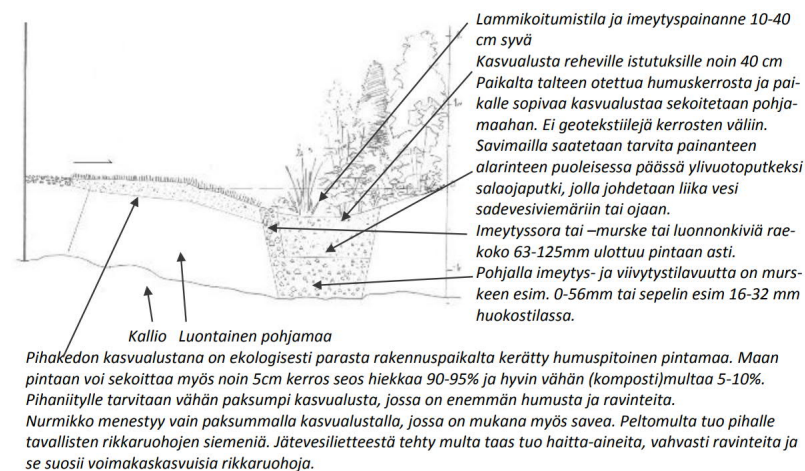 Lammikoitumistila ja imeytyspainanne 10-40
cm syvä
Kasvualusta reheville istutuksille noin 40 cm
Paikalta talteen otettua humuskerrosta ja pai-
kalle sopivaa kasvualustaa sekoitetaan pohja-
maahan. Ei geotekstiilejä kerrosten väliin.
Savimailla saatetaan tarvita painanteen
alarinteen puoleisessa päässä ylivuotoputkeksi
salaojaputki, jolla johdetaan liika vesi
sadevesiviemäriin tai ojaan.
Imeytyssora tai –murske tai luonnonkiviä rae-
koko 63-125mm ulottuu pintaan asti.
Pohjalla imeytys- ja viivytystilavuutta on murs-
keen esim. 0-56mm tai sepelin esim 16-32 mm
huokostilassa.
Kallio Luontainen pohjamaa
Pihakedon kasvualustana on ekologisesti parasta rakennuspaikalta kerätty humuspitoinen pintamaa. Maan
pintaan voi sekoittaa myös noin 5cm kerros seos hiekkaa 90-95% ja hyvin vähän (komposti)multaa 5-10%.
Pihaniitylle tarvitaan vähän paksumpi kasvualusta, jossa on enemmän humusta ja ravinteita.
Nurmikko menestyy vain paksummalla kasvualustalla, jossa on mukana myös savea. Peltomulta tuo pihalle
tavallisten rikkaruohojen siemeniä. Jätevesilietteestä tehty multa taas tuo haitta-aineita, vahvasti ravinteita ja
se suosii voimakaskasvuisia rikkaruohoja.